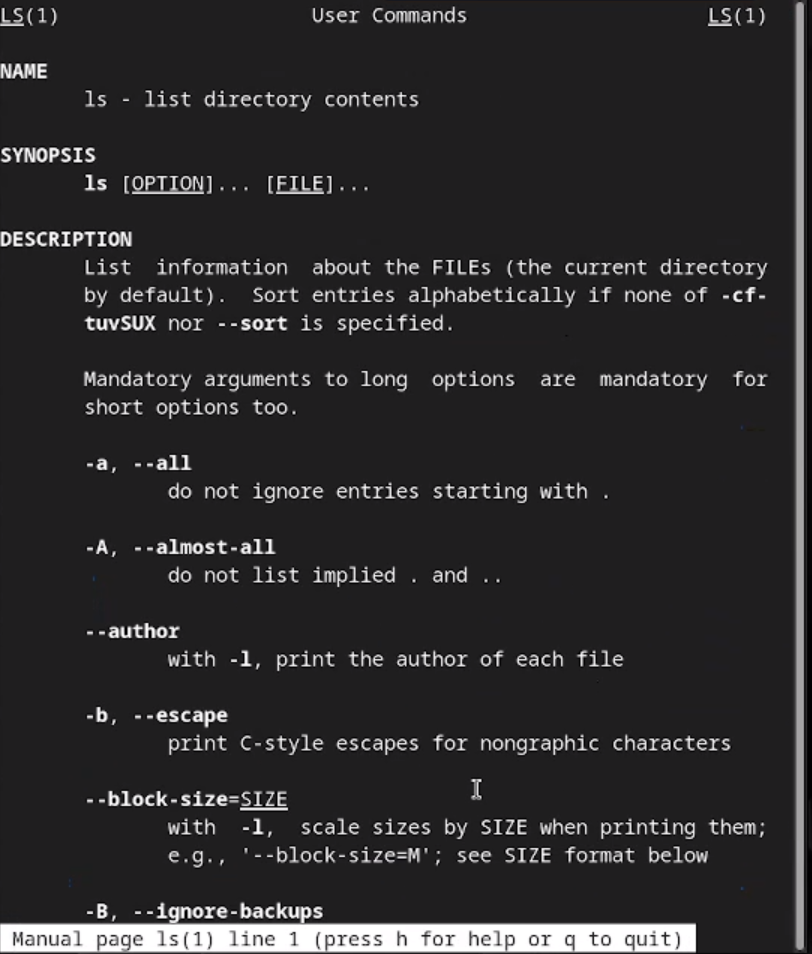 LS(1) User Commands LS(1)
NAME
ls - list directory contents
SYNOPSIS
ls [OPTION]... [FILE]...
DESCRIPTION
List information about the FILEs (the current directory
by default). Sort entries alphabetically if none of -cf-
tuvSUX nor --sort is specified.
Mandatory arguments to long options are mandatory for
short options too.
-a, --all
do not ignore entries starting with .
-A, --almost-all
do not list implied . and ..
--author
with -l, print the author of each file
-b, --escape
print C-style escapes for nongraphic characters
--block-size=SIZE
with -l, scale sizes by SIZE when printing them;
e.g., '--block-size=M'; see SIZE format below
-B, --ignore-backups
Manual page ls(1) line 1 (press h for help or q to quit)